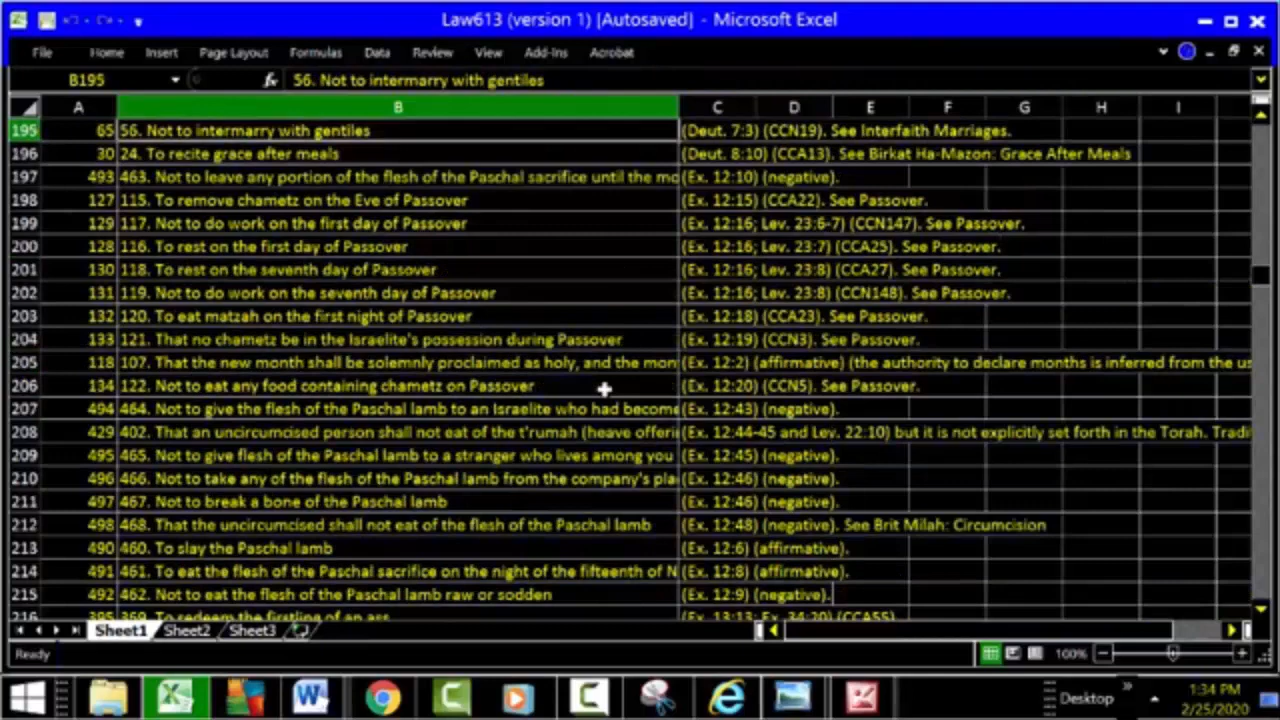 Law613 (version 1) [Autosaved] - Microsoft Excel
File Home Insert Page Layout Formulas Data Review View Add-Ins Acrobat
B195 fx 56. Not to intermarry with gentiles
A B C D E F G H I
195 65 56. Not to intermarry with gentiles (Deut. 7:3) (CCN19). See Interfaith Marriages.
196 30 24. To recite grace after meals (Deut. 8:10) (CCA13). See Birkat Ha-Mazon: Grace After Meals
197 493 463. Not to leave any portion of the flesh of the Paschal sacrifice until the mo (Ex. 12:10) (negative).
198 127 115. To remove chametz on the Eve of Passover (Ex. 12:15) (CCA22). See Passover.
199 129 117. Not to do work on the first day of Passover (Ex. 12:16; Lev. 23:6-7) (CCN147). See Passover.
200 128 116. To rest on the first day of Passover (Ex. 12:16; Lev. 23:7) (CCA25). See Passover.
201 130 118. To rest on the seventh day of Passover (Ex. 12:16; Lev. 23:8) (CCA27). See Passover.
202 131 119. Not to do work on the seventh day of Passover (Ex. 12:16; Lev. 23:8) (CCN148). See Passover.
203 132 120. To eat matzah on the first night of Passover (Ex. 12:18) (CCA23). See Passover.
204 133 121. That no chametz be in the Israelite's possession during Passover (Ex. 12:19) (CCN3). See Passover.
205 118 107. That the new month shall be solemnly proclaimed as holy, and the mon (Ex. 12:2) (affirmative) (the authority to declare months is inferred from the us
206 134 122. Not to eat any food containing chametz on Passover (Ex. 12:20) (CCN5). See Passover.
207 494 464. Not to give the flesh of the Paschal lamb to an Israelite who had become (Ex. 12:43) (negative).
208 429 402. That an uncircumcised person shall not eat of the t'rumah (heave offerin (Ex. 12:44-45 and Lev. 22:10) but it is not explicitly set forth in the Torah. Tradi
209 495 465. Not to give flesh of the Paschal lamb to a stranger who lives among you (Ex. 12:45) (negative).
210 496 466. Not to take any of the flesh of the Paschal lamb from the company's pla (Ex. 12:46) (negative).
211 497 467. Not to break a bone of the Paschal lamb (Ex. 12:46) (negative).
212 498 468. That the uncircumcised shall not eat of the flesh of the Paschal lamb (Ex. 12:48) (negative). See Brit Milah: Circumcision
213 490 460. To slay the Paschal lamb (Ex. 12:6) (affirmative).
214 491 461. To eat the flesh of the Paschal sacrifice on the night of the fifteenth of N (Ex. 12:8) (affirmative).
215 492 462. Not to eat the flesh of the Paschal lamb raw or sodden (Ex. 12:9) (negative).
216 395 369. To redeem the firstling of an ass (Ex. 13:13; Ex. 34:20) (CCA55).
Sheet1 Sheet2 Sheet3
Ready 100%
Desktop 1:34 PM
2/25/2020